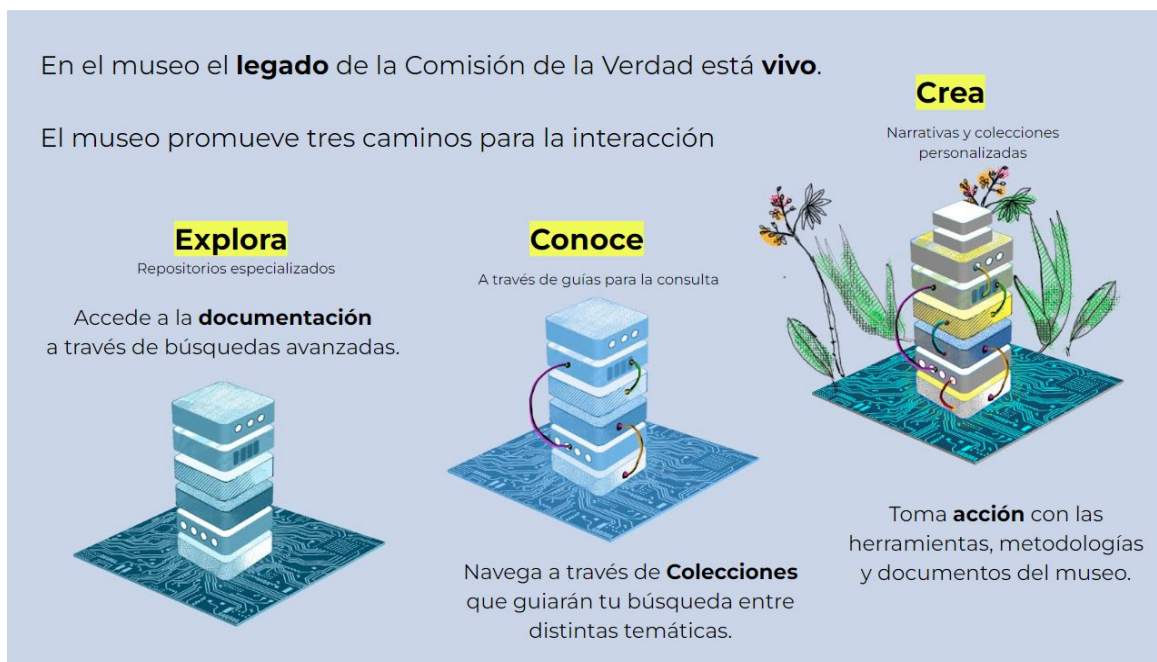 En el museo el legado de la Comisión de la Verdad está vivo.
El museo promueve tres caminos para la interacción
Explora
Repositorios especializados
Accede a la documentación
a través de búsquedas avanzadas.
Conoce
A través de guías para la consulta
Navega a través de Colecciones
que guiarán tu búsqueda entre
distintas temáticas.
Crea
Narrativas y colecciones
personalizadas
Toma acción con las
herramientas, metodologías
y documentos del museo.